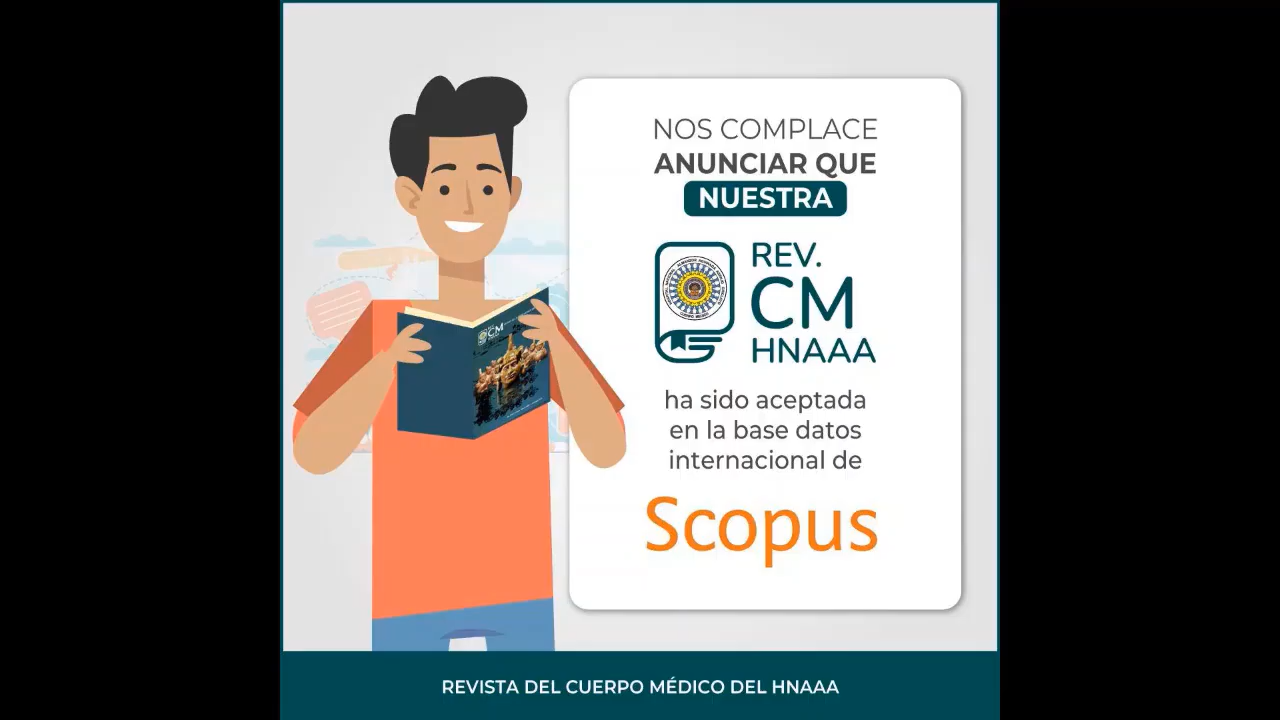 NOS COMPLACE
ANUNCIAR QUE
NUESTRA
REV.
CM
HNAAA
ha sido aceptada
en la base datos
internacional de
Scopus
CM
REVISTA DEL CUERPO MÉDICO DEL HNAAA